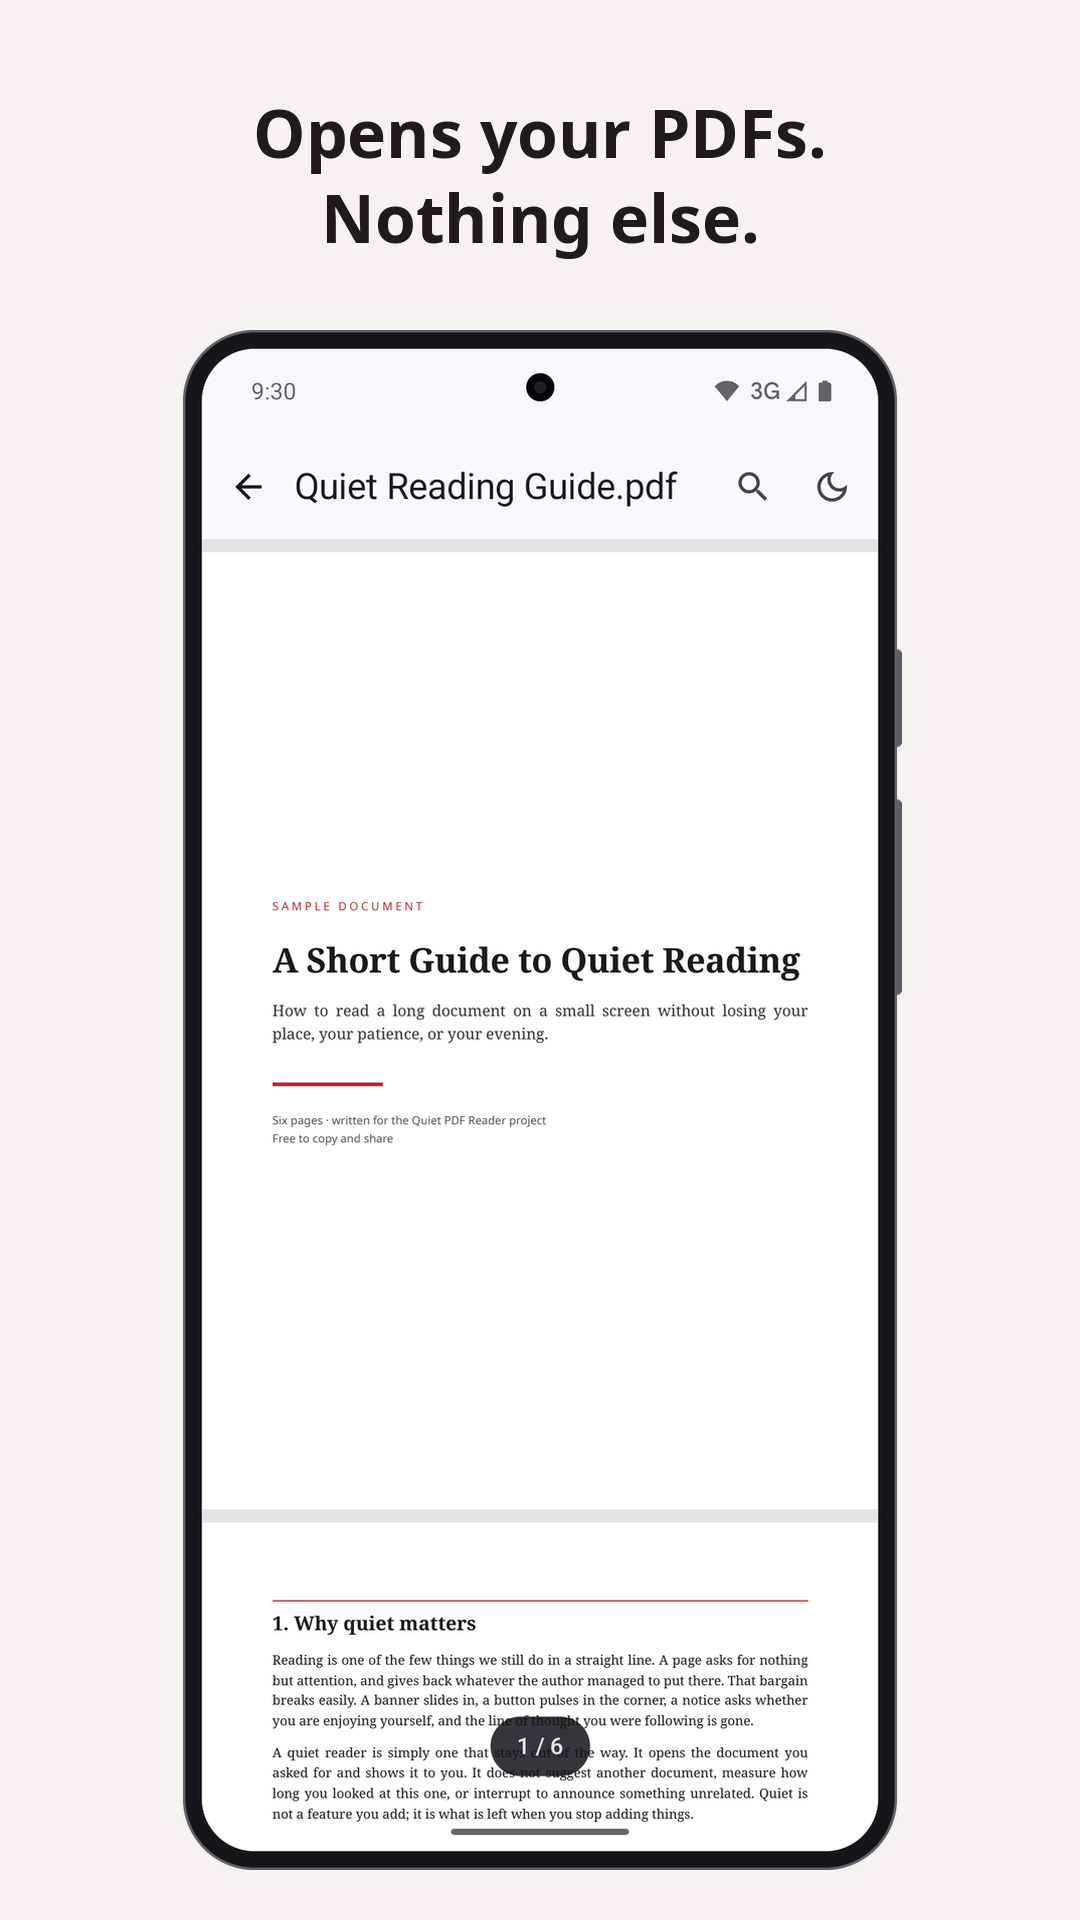 Opens your PDFs.
Nothing else.
9:30
3G
Quiet Reading Guide.pdf
SAMPLE DOCUMENT
A Short Guide to Quiet Reading
How to read a long document on a small screen without losing your
place, your patience, or your evening.
Six pages · written for the Quiet PDF Reader project
Free to copy and share
1. Why quiet matters
Reading is one of the few things we still do in a straight line. A page asks for nothing
but attention, and gives back whatever the author managed to put there. That bargain
breaks easily. A banner slides in, a button pulses in the corner, a notice asks whether
you are enjoying yourself, and the line of thought you were following is gone.
A quiet reader is simply one that stays out of the way. It opens the document you
1 / 6
asked for and shows it to you. It does not suggest another document, measure how
long you looked at this one, or interrupt to announce something unrelated. Quiet is
not a feature you add; it is what is left when you stop adding things.